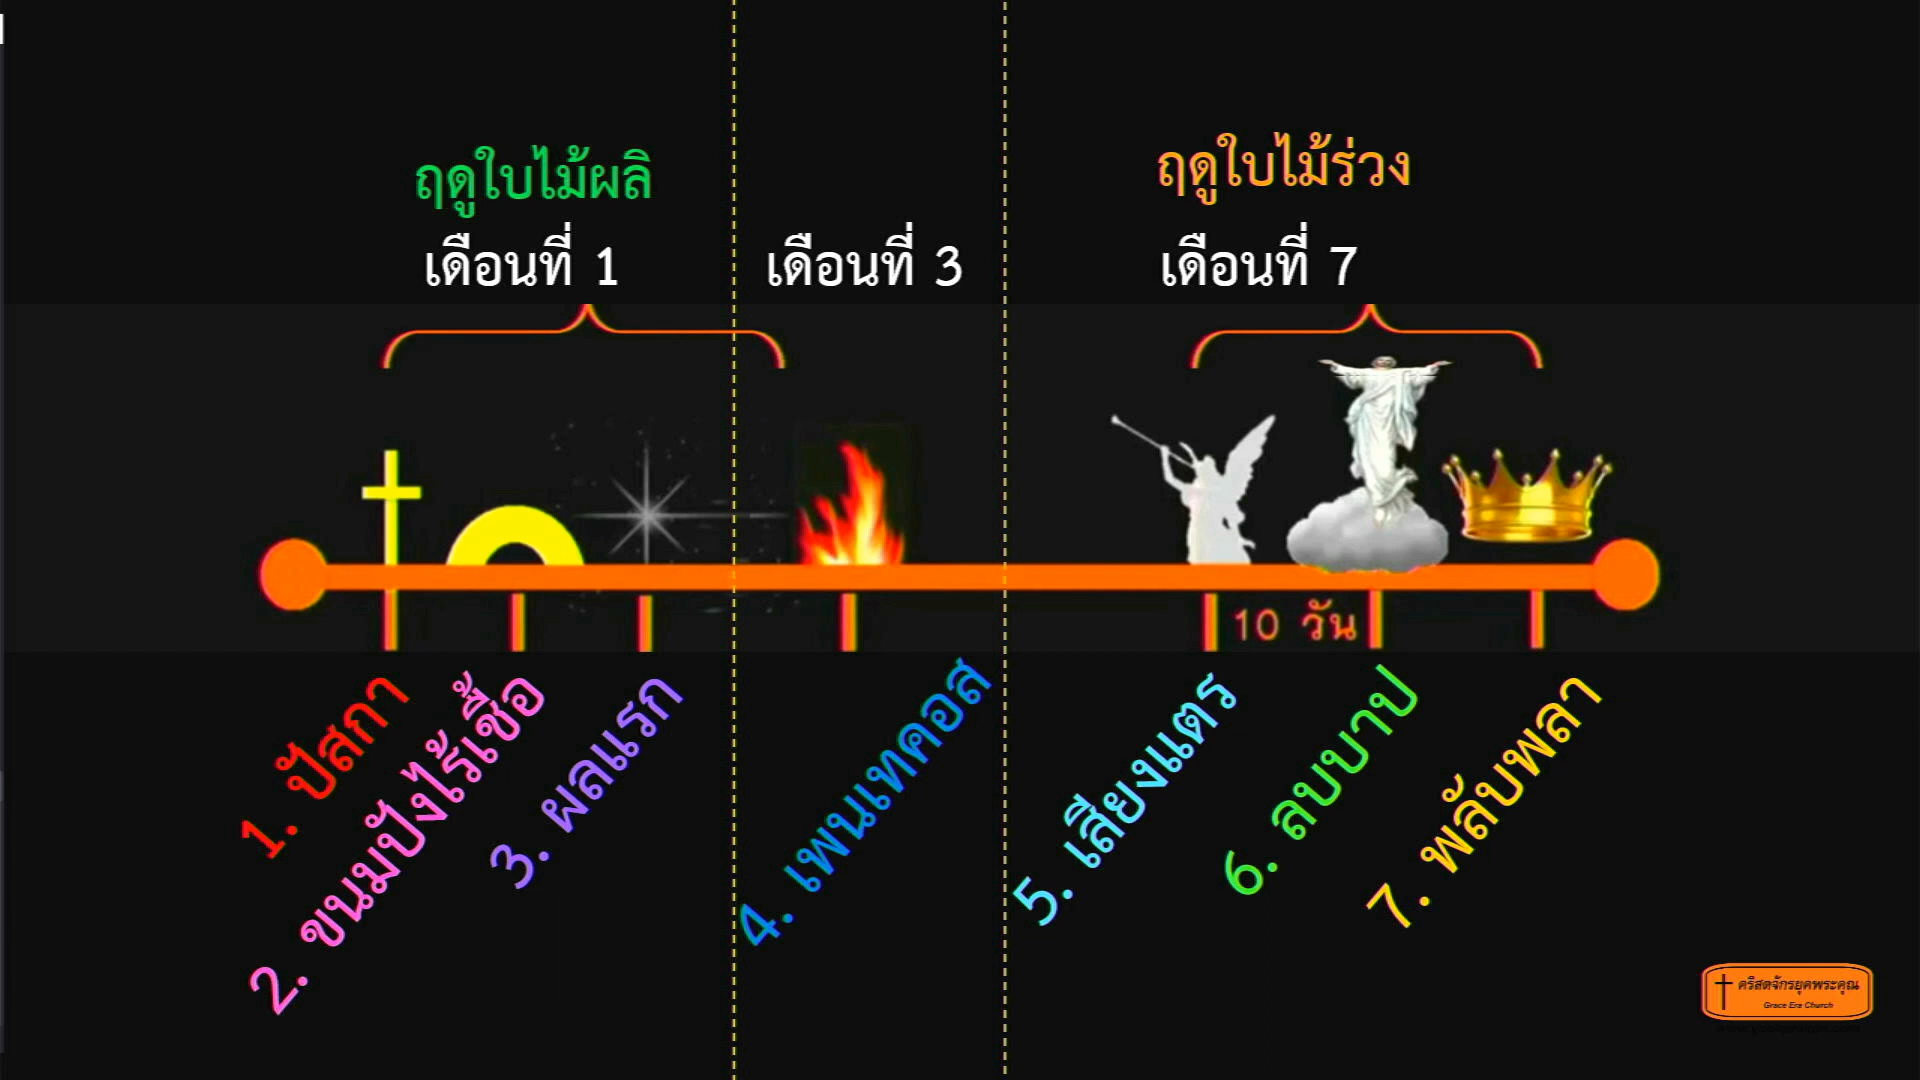 ฤดูใบไม้ผลิ
ฤดูใบไม้ร่วง
เดือนที่ 1
เดือนที่ 3
เดือนที่ 7
10 วัน
1. ปัสกา
2. ขนมปังไร้เชื้อ
3. ผลแรก
4. เพนเทคอส
5. เสียงแตร
6. ลบบาป
7. พลับพลา
คริสตจักรยุคพระคุณ
Grace Era Church